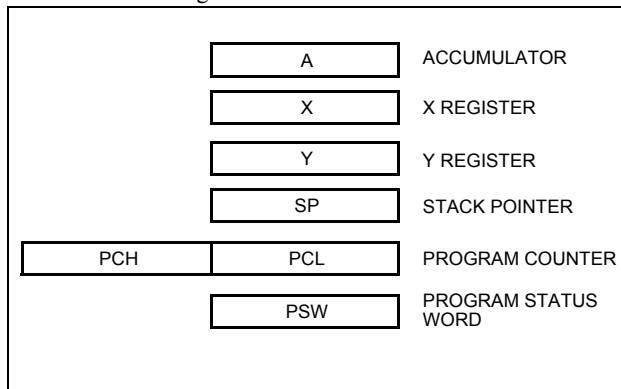 A ACCUMULATOR
X X REGISTER
Y Y REGISTER
SP STACK POINTER
PCH PCL PROGRAM COUNTER
PSW PROGRAM STATUS
WORD